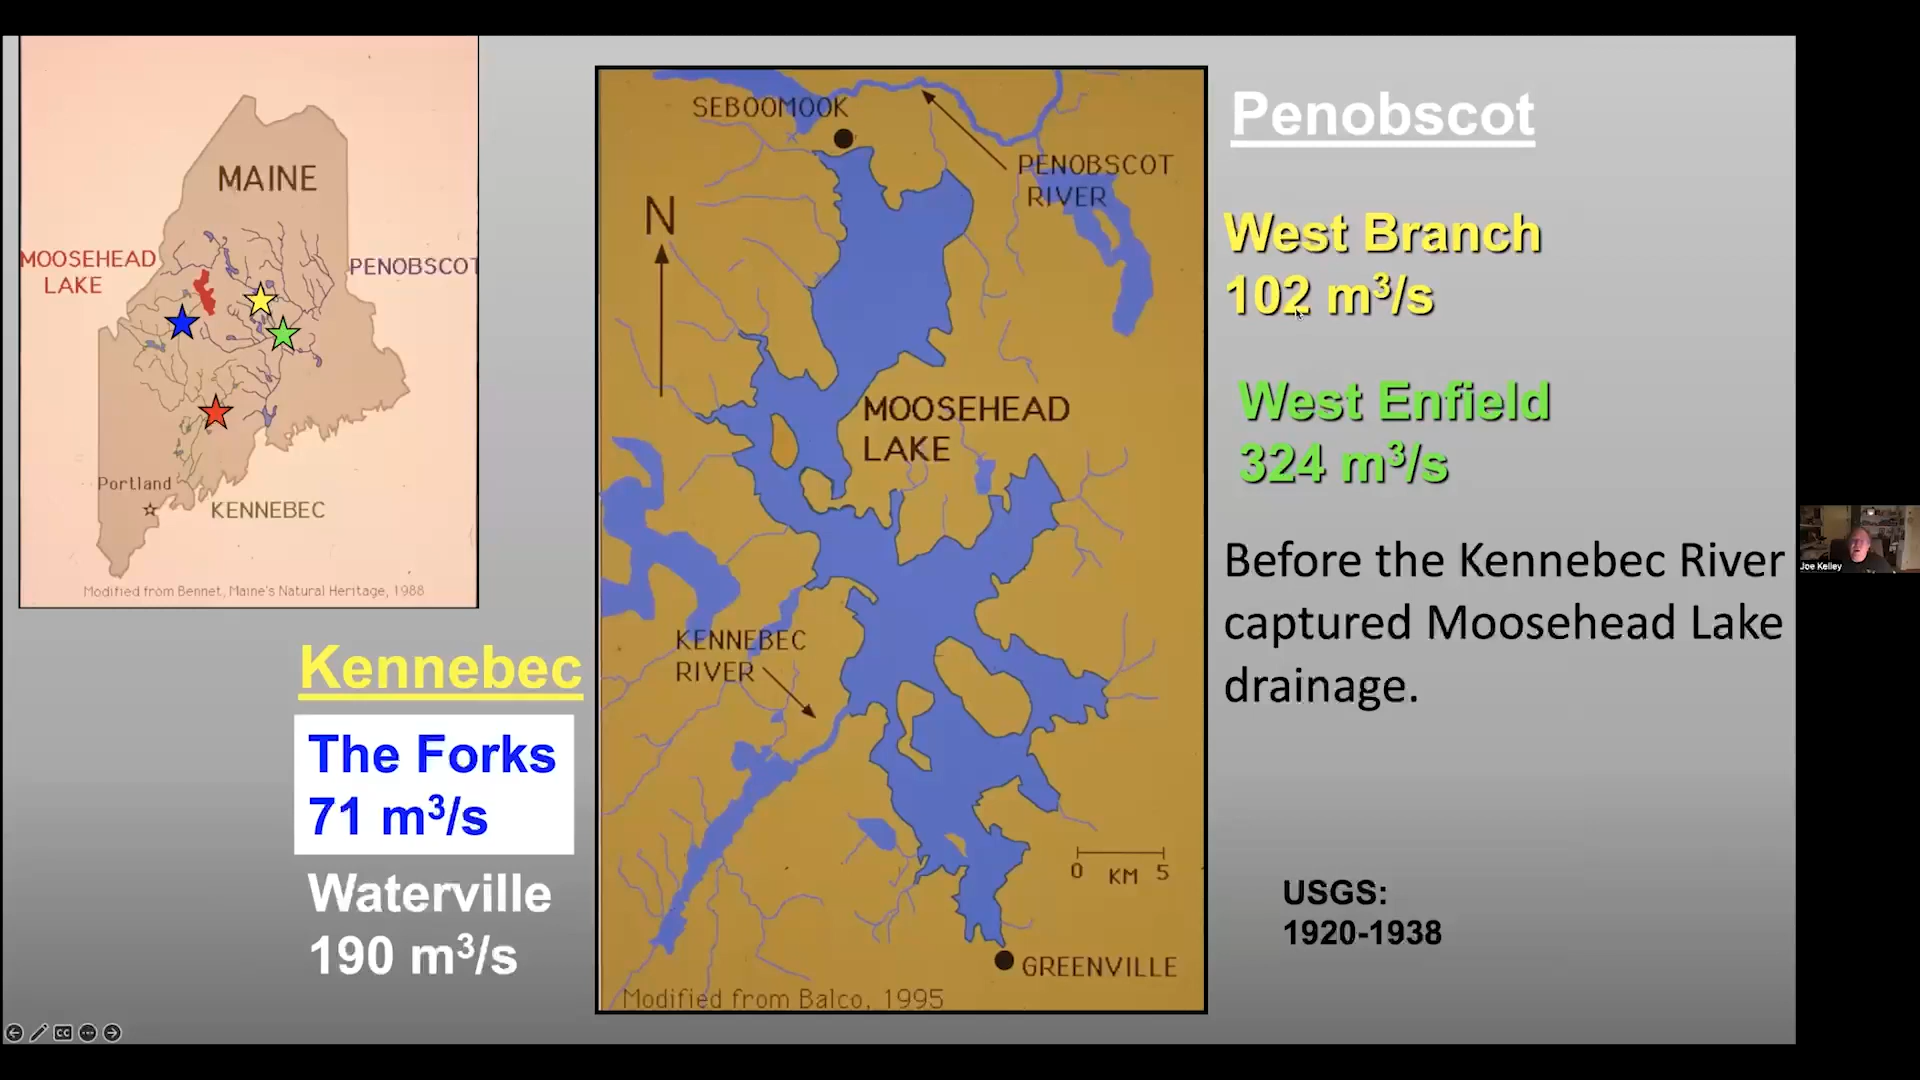 MAINE
MOOSEHEAD
LAKE
PENOBSCOT
Portland
KENNEBEC
Modified from Bennet, Maine's Natural Heritage, 1988
Kennebec
The Forks
71 m³/s
Waterville
190 m³/s
SEBOOMOOK
PENOBSCOT
RIVER
N
MOOSEHEAD
LAKE
KENNEBEC
RIVER
0 KM 5
GREENVILLE
Modified from Balco, 1995
Penobscot
West Branch
102 m³/s
West Enfield
324 m³/s
Before the Kennebec River
captured Moosehead Lake
drainage.
USGS:
1920-1938
Joe Kelley
CC